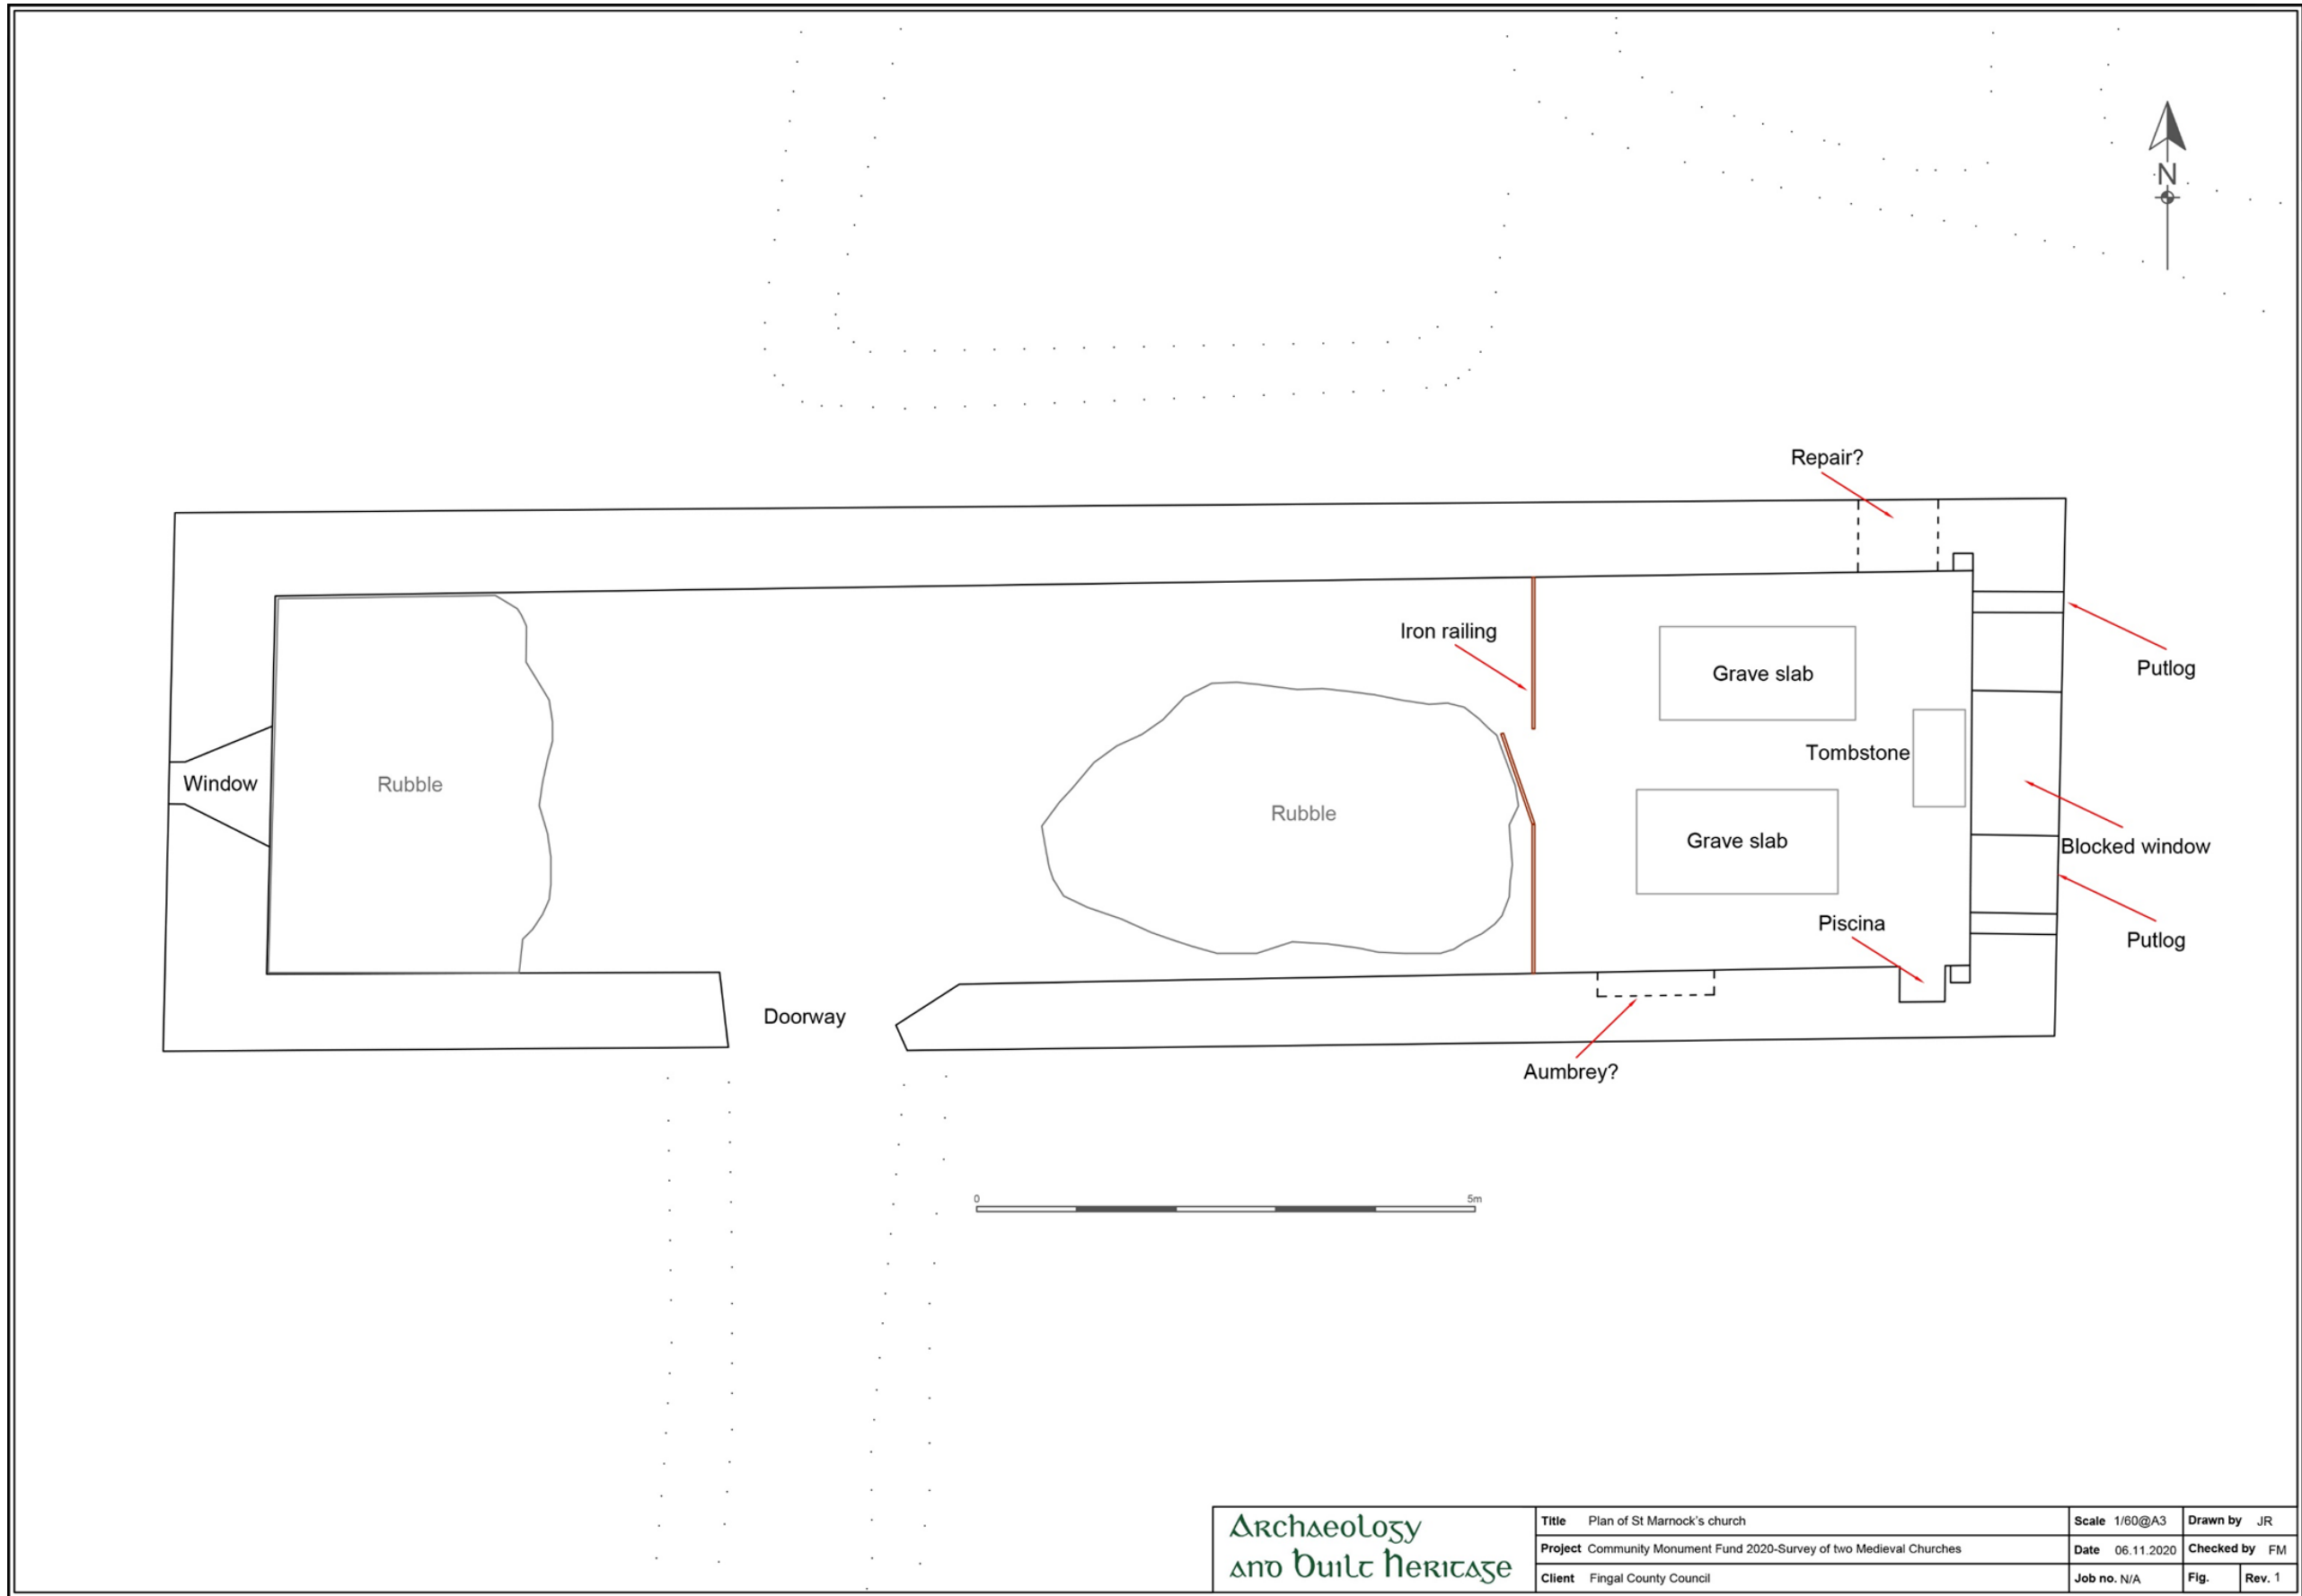 N
Repair?
Iron railing
Grave slab
Putlog
Tombstone
Window
Rubble
Rubble
Grave slab
Blocked window
Piscina
Putlog
Doorway
Aumbrey?
0 5m
Archaeology
and Built Heritage
Title Plan of St Marnock's church
Project Community Monument Fund 2020-Survey of two Medieval Churches
Client Fingal County Council
Scale 1/60@A3 Drawn by JR
Date 06.11.2020 Checked by FM
Job no. N/A Fig. Rev. 1